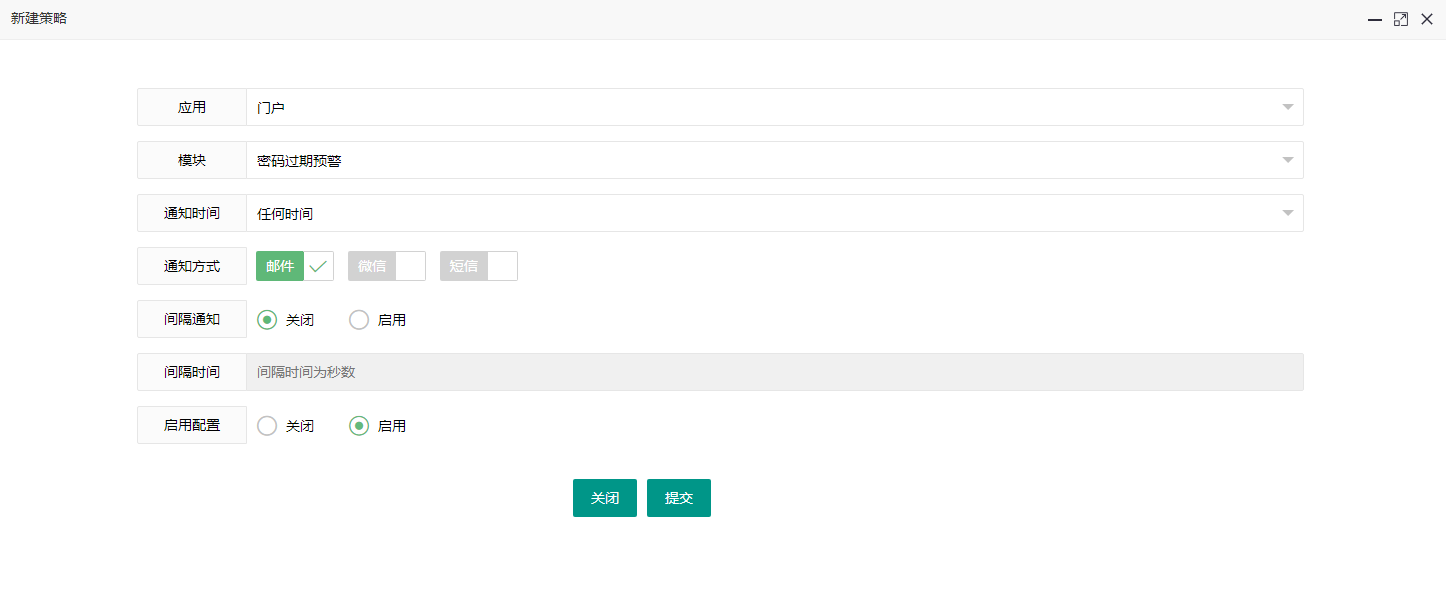 新建策略
应用 门户
模块 密码过期预警
通知时间 任何时间
通知方式 邮件 微信 短信
间隔通知 关闭 启用
间隔时间 间隔时间为秒数
启用配置 关闭 启用
关闭 提交